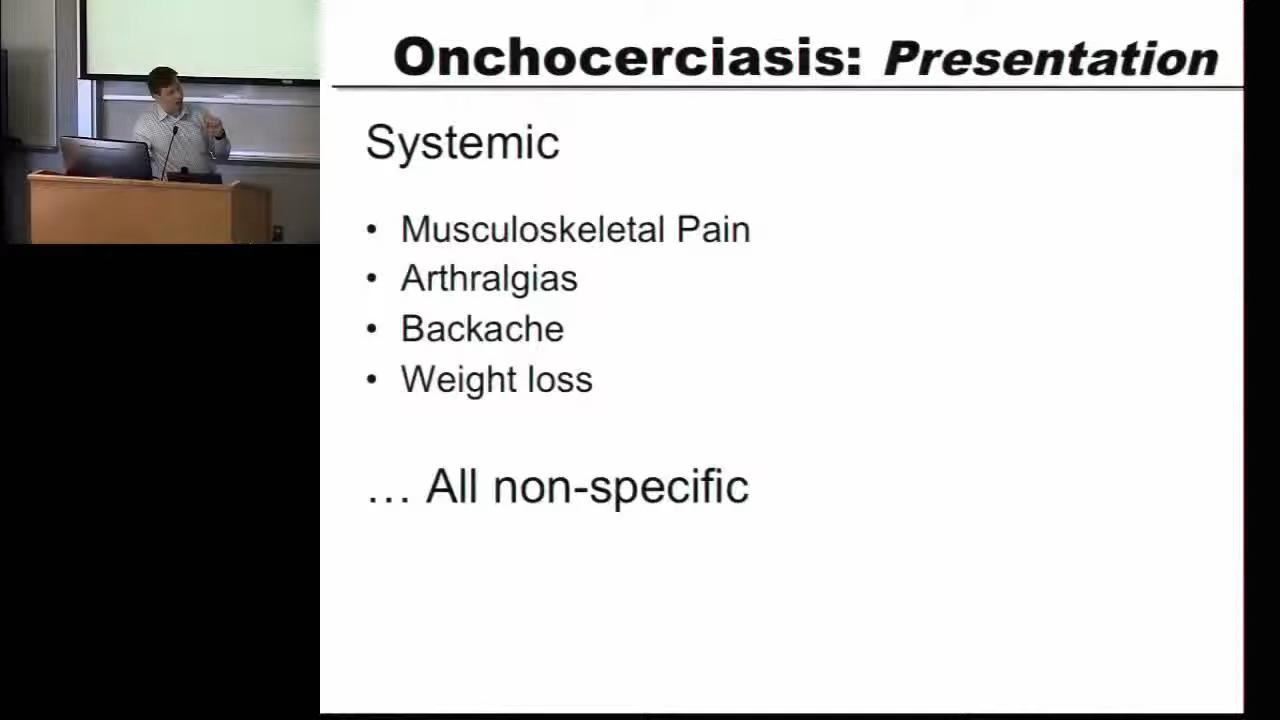 Onchocerciasis: Presentation
Systemic
• Musculoskeletal Pain
• Arthralgias
• Backache
• Weight loss
… All non-specific